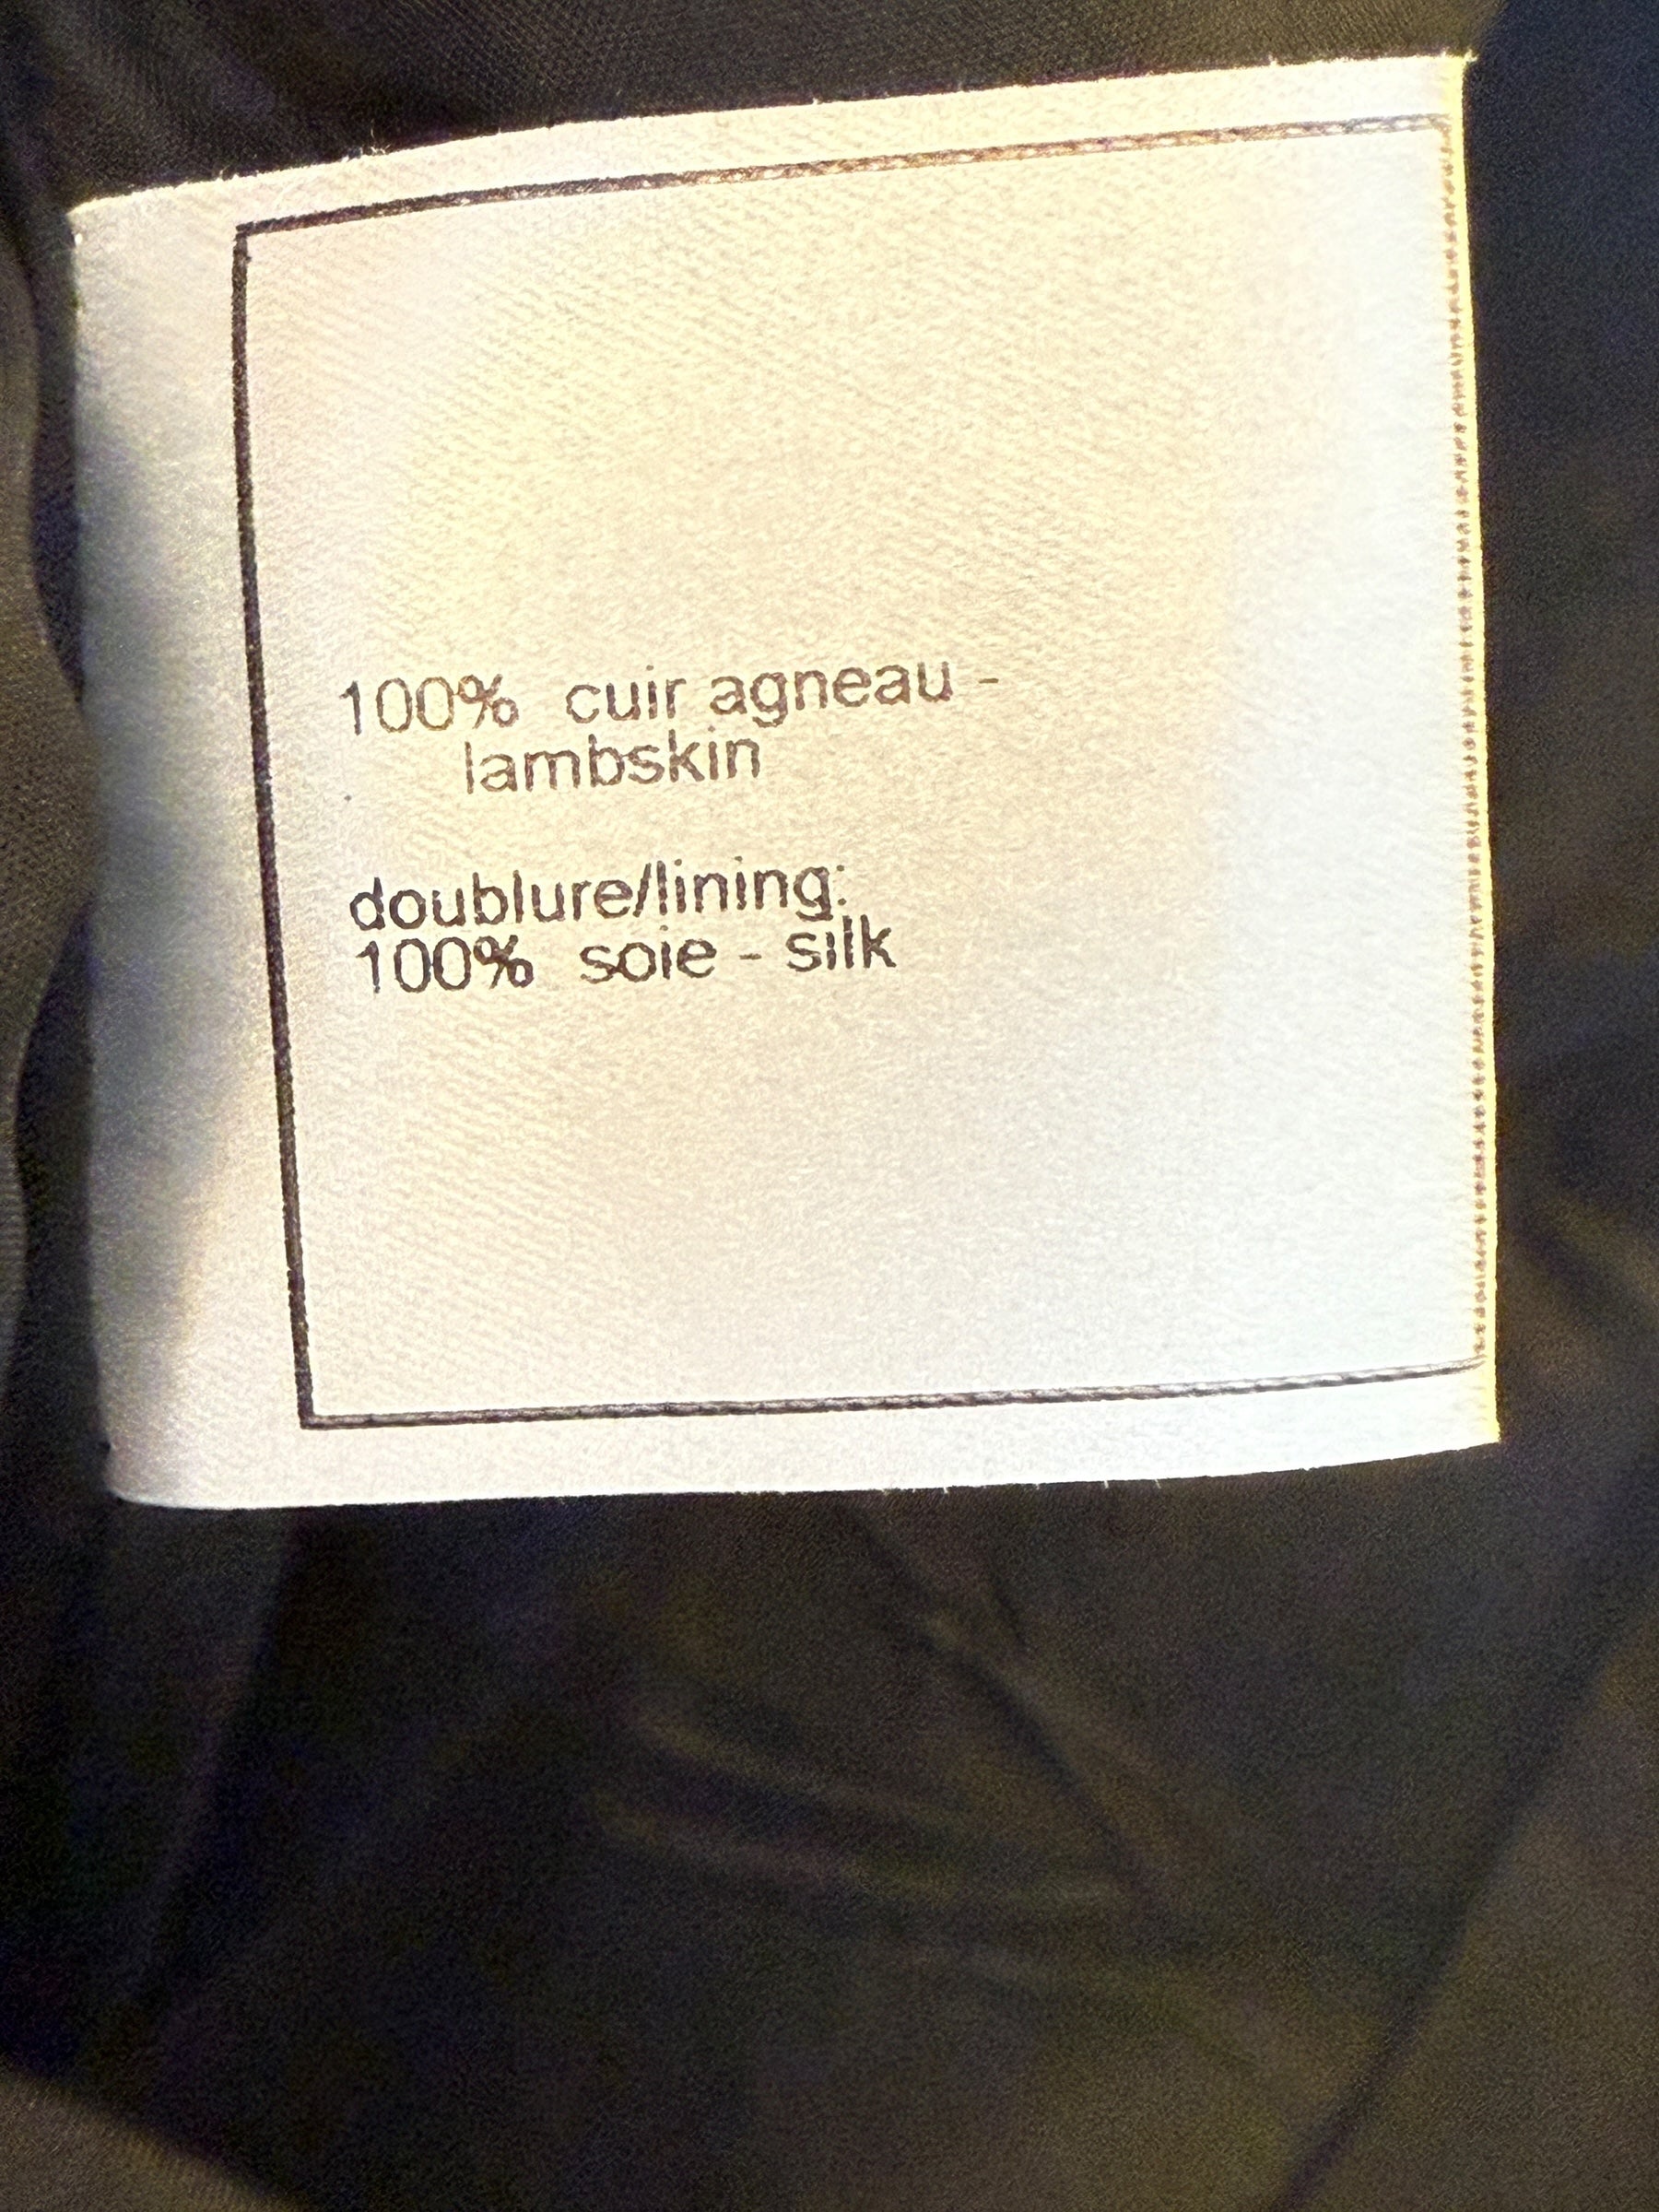 100% cuir agneau -
lambskin
doublure/lining:
100% soie - silk